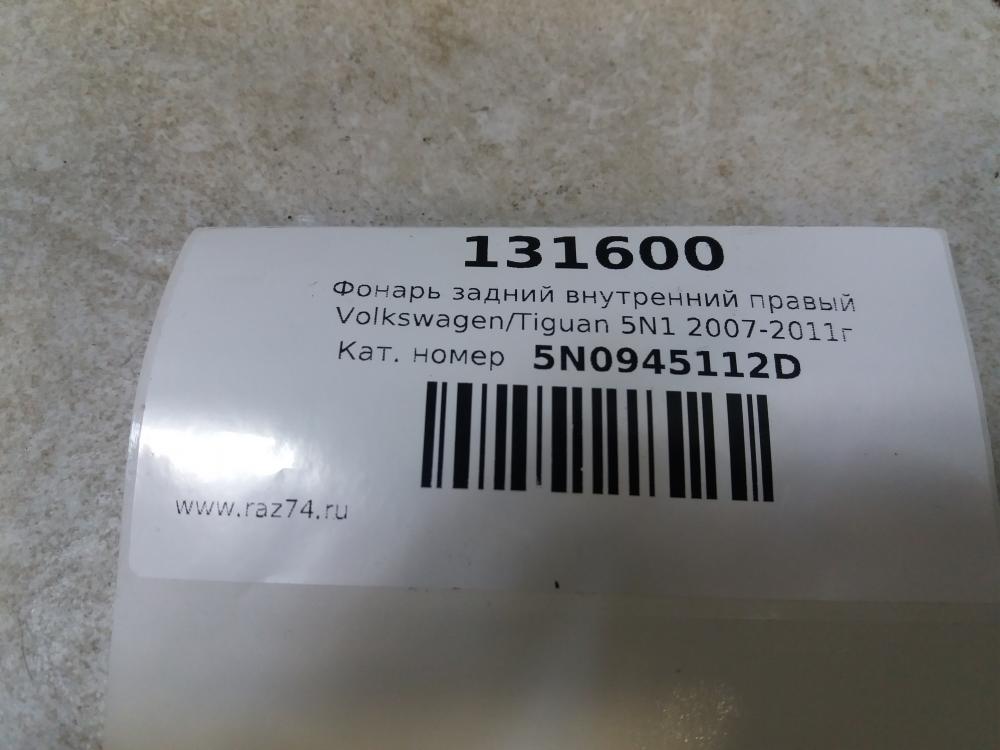 131600
Фонарь задний внутренний правый
Volkswagen/Tiguan 5N1 2007-2011г
Кат. номер 5N0945112D
www.raz74.ru